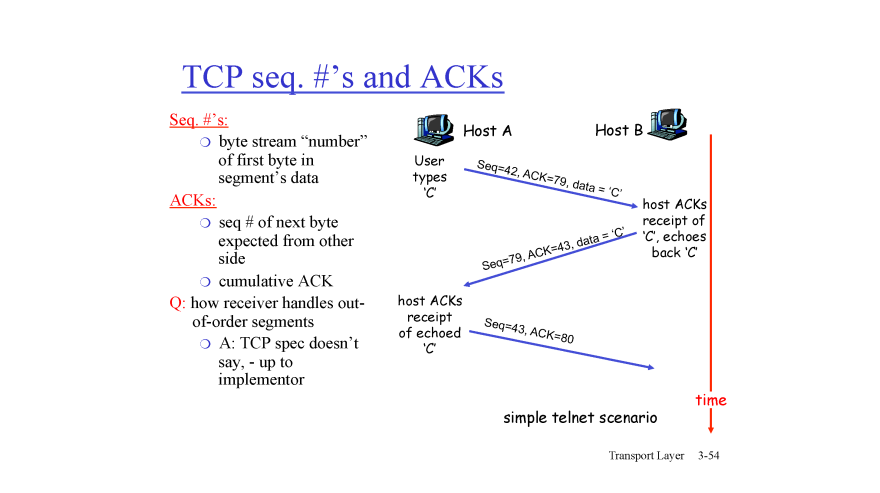 TCP seq. #’s and ACKs
Seq. #’s:
❍ byte stream “number”
of first byte in
segment’s data
ACKs:
❍ seq # of next byte
expected from other
side
❍ cumulative ACK
Q: how receiver handles out-
of-order segments
❍ A: TCP spec doesn’t
say, - up to
implementor
Host A
Host B
User
types
‘C’
Seq=42, ACK=79, data = ‘C’
host ACKs
receipt of
‘C’, echoes
back ‘C’
Seq=79, ACK=43, data = ‘C’
host ACKs
receipt
of echoed
‘C’
Seq=43, ACK=80
time
simple telnet scenario
Transport Layer 3-54